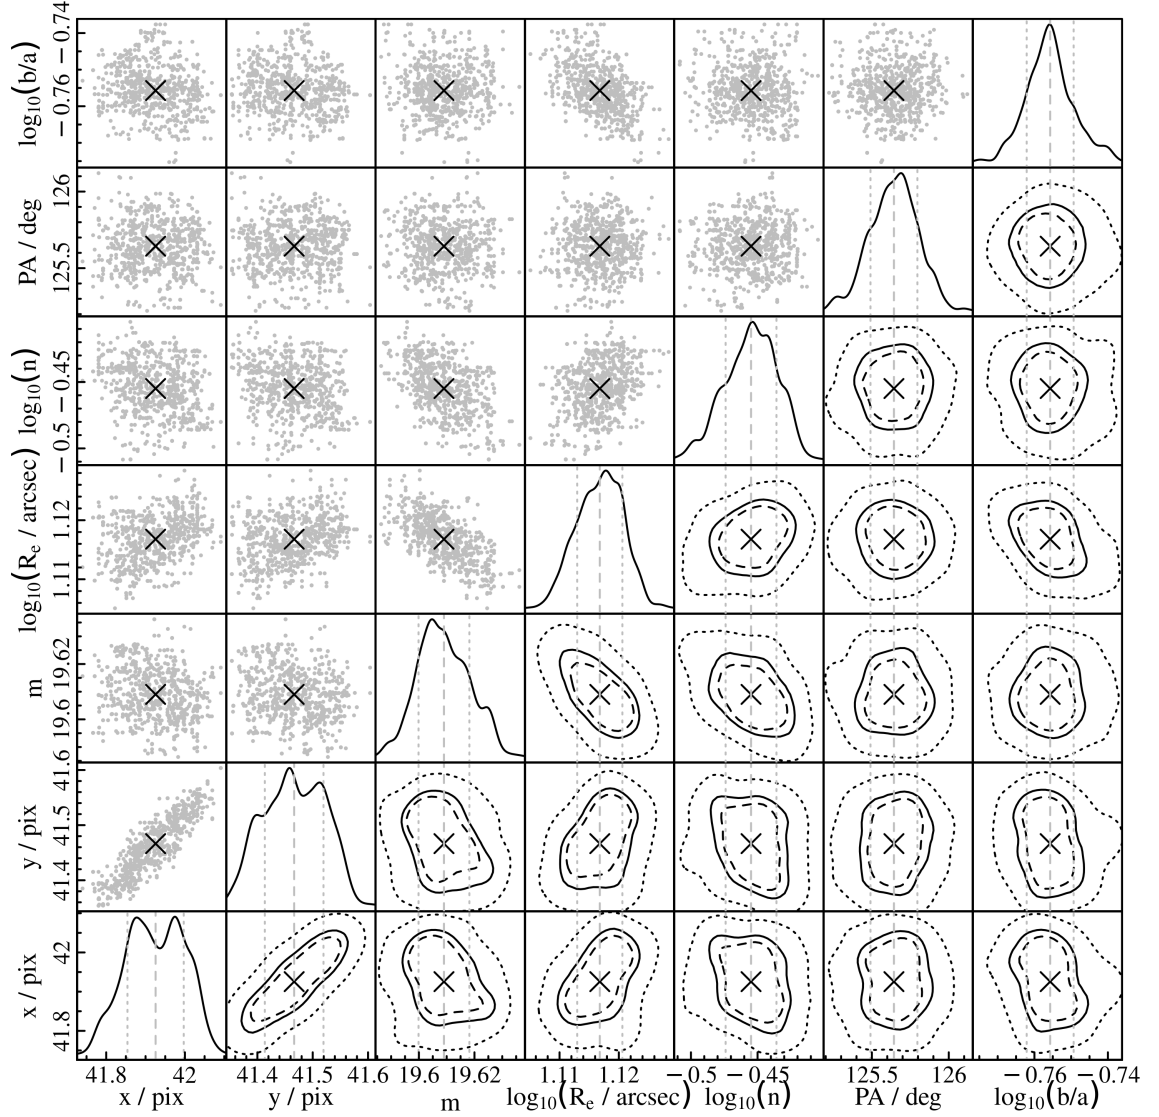 log₁₀(b/a)
−0.76 −0.74
PA / deg
125.5 126
log₁₀(n)
−0.5 −0.45
log₁₀(Rₑ / arcsec)
1.11 1.12
m
19.6 19.62
y / pix
41.4 41.5 41.6
x / pix
41.8 42
41.8 42 41.4 41.5 41.6 19.6 19.62 1.11 1.12 −0.5 −0.45 125.5 126 −0.76 −0.74
x / pix y / pix m log₁₀(Rₑ / arcsec) log₁₀(n) PA / deg log₁₀(b/a)